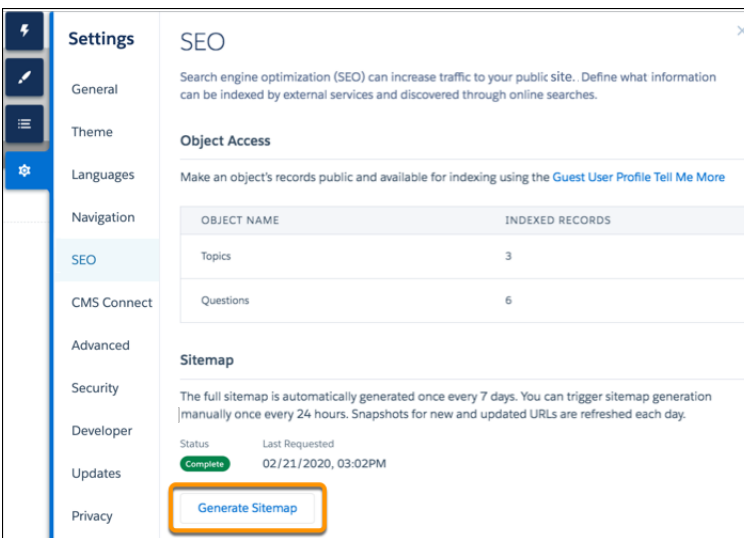 Settings
General
Theme
Languages
Navigation
SEO
CMS Connect
Advanced
Security
Developer
Updates
Privacy
SEO
Search engine optimization (SEO) can increase traffic to your public site. . Define what information
can be indexed by external services and discovered through online searches.
Object Access
Make an object's records public and available for indexing using the Guest User Profile Tell Me More
OBJECT NAME INDEXED RECORDS
Topics 3
Questions 6
Sitemap
The full sitemap is automatically generated once every 7 days. You can trigger sitemap generation
manually once every 24 hours. Snapshots for new and updated URLs are refreshed each day.
Status Last Requested
Complete 02/21/2020, 03:02PM
Generate Sitemap